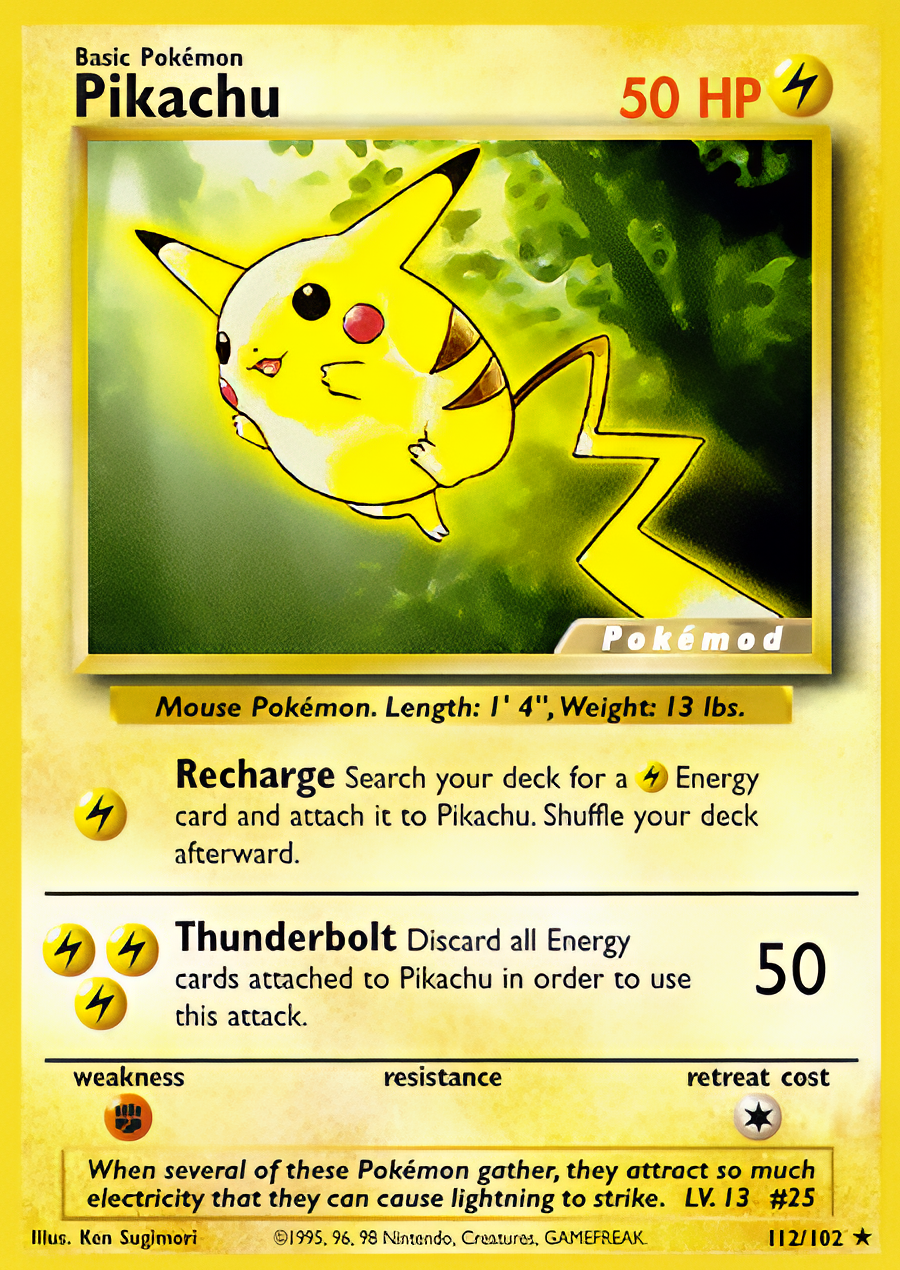 Basic Pokémon
Pikachu
50 HP
Pokémod
Mouse Pokémon. Length: 1' 4", Weight: 13 lbs.
Recharge Search your deck for a Energy
card and attach it to Pikachu. Shuffle your deck
afterward.
Thunderbolt Discard all Energy
cards attached to Pikachu in order to use
this attack.
50
weakness resistance retreat cost
When several of these Pokémon gather, they attract so much
electricity that they can cause lightning to strike. LV. 13 #25
Illus. Ken Sugimori ©1995, 96, 98 Nintendo, Creatures, GAMEFREAK. 112/102 ★